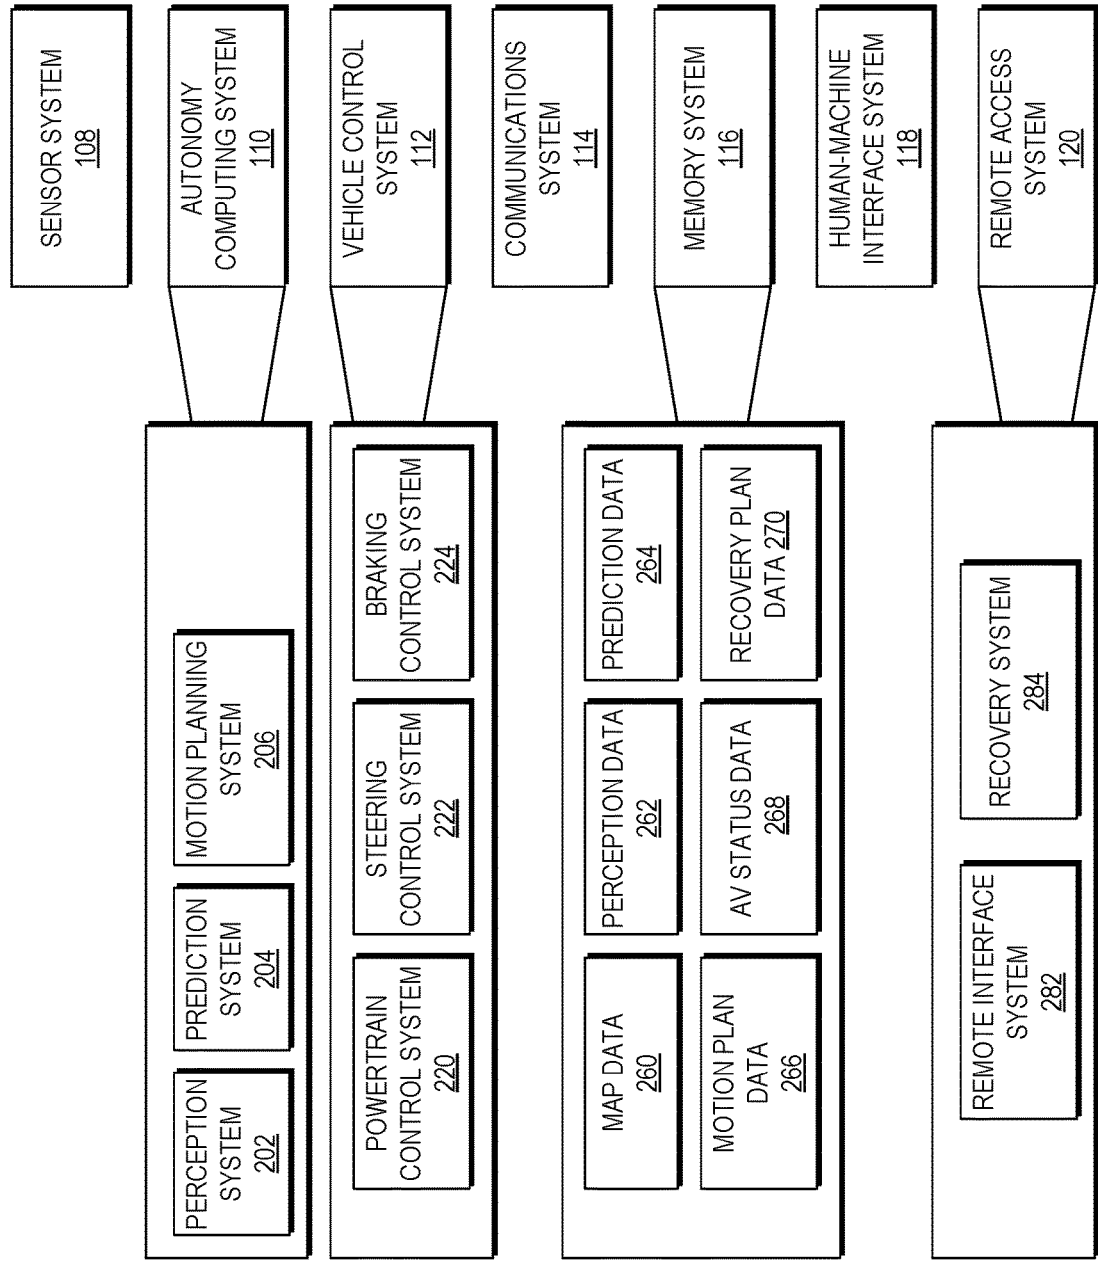 SENSOR SYSTEM
108
AUTONOMY
COMPUTING SYSTEM
110
PERCEPTION
SYSTEM
202
PREDICTION
SYSTEM
204
MOTION PLANNING
SYSTEM
206
VEHICLE CONTROL
SYSTEM
112
POWERTRAIN
CONTROL SYSTEM
220
STEERING
CONTROL SYSTEM
222
BRAKING
CONTROL SYSTEM
224
COMMUNICATIONS
SYSTEM
114
MEMORY SYSTEM
116
MAP DATA
260
PERCEPTION DATA
262
PREDICTION DATA
264
MOTION PLAN
DATA
266
AV STATUS DATA
268
RECOVERY PLAN
DATA 270
HUMAN-MACHINE
INTERFACE SYSTEM
118
REMOTE ACCESS
SYSTEM
120
REMOTE INTERFACE
SYSTEM
282
RECOVERY SYSTEM
284